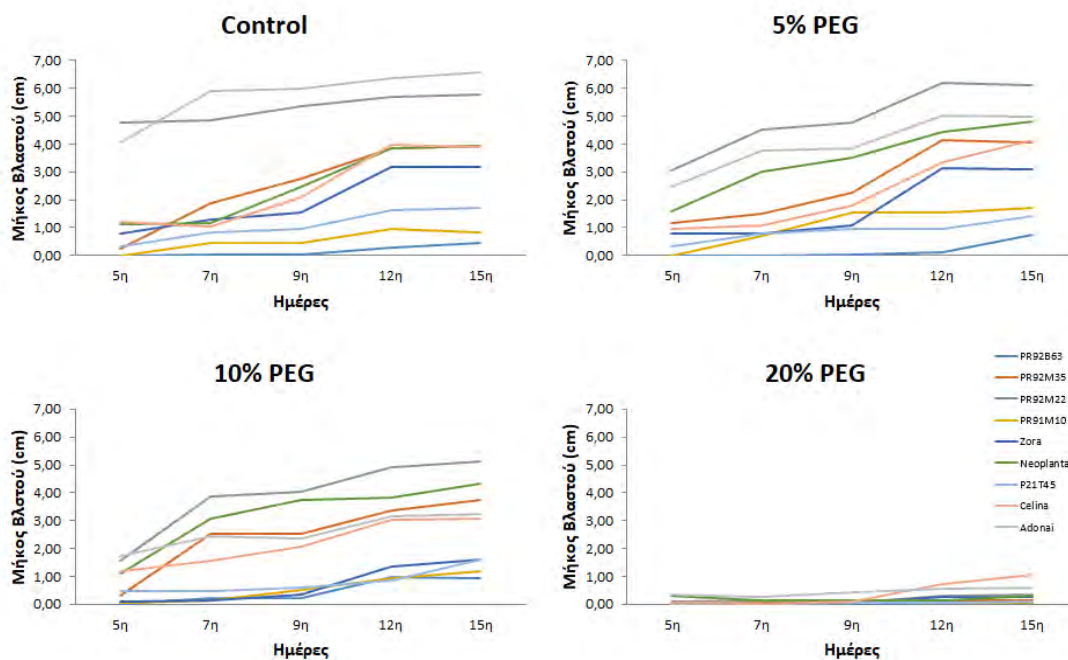 Control
Μήκος Βλαστού (cm)
7,00
6,00
5,00
4,00
3,00
2,00
1,00
0,00
5η 7η 9η 12η 15η
Ημέρες
5% PEG
Μήκος Βλαστού (cm)
7,00
6,00
5,00
4,00
3,00
2,00
1,00
0,00
5η 7η 9η 12η 15η
Ημέρες
10% PEG
Μήκος Βλαστού (cm)
7,00
6,00
5,00
4,00
3,00
2,00
1,00
0,00
5η 7η 9η 12η 15η
Ημέρες
20% PEG
Μήκος Βλαστού (cm)
7,00
6,00
5,00
4,00
3,00
2,00
1,00
0,00
5η 7η 9η 12η 15η
Ημέρες
PR92B63
PR92M35
PR92M22
PR91M10
Zora
Neoplanta
P21T45
Celina
Adonai